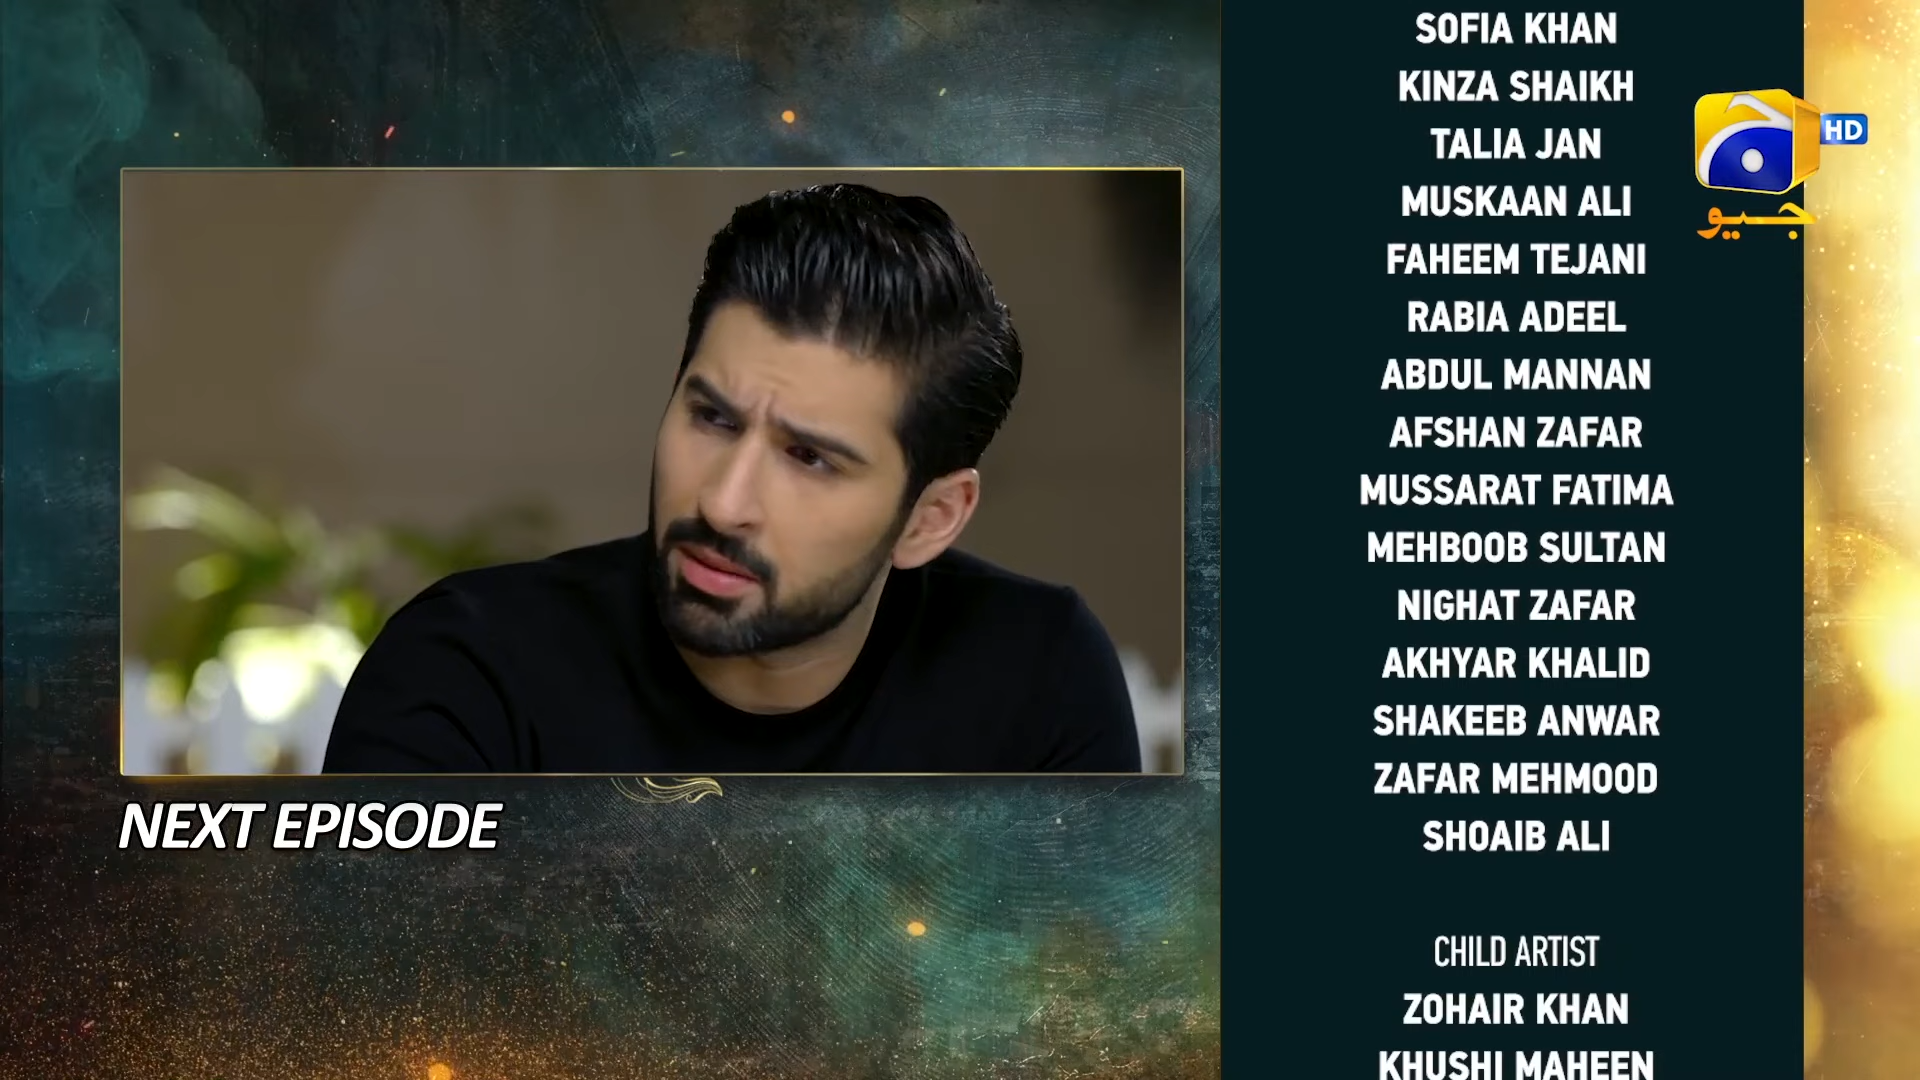 SOFIA KHAN
KINZA SHAIKH
TALIA JAN
MUSKAAN ALI
FAHEEM TEJANI
RABIA ADEEL
ABDUL MANNAN
AFSHAN ZAFAR
MUSSARAT FATIMA
MEHBOOB SULTAN
NIGHAT ZAFAR
AKHYAR KHALID
SHAKEEB ANWAR
ZAFAR MEHMOOD
SHOAIB ALI
CHILD ARTIST
ZOHAIR KHAN
KHUSHI MAHEEN
HD
جیو
NEXT EPISODE